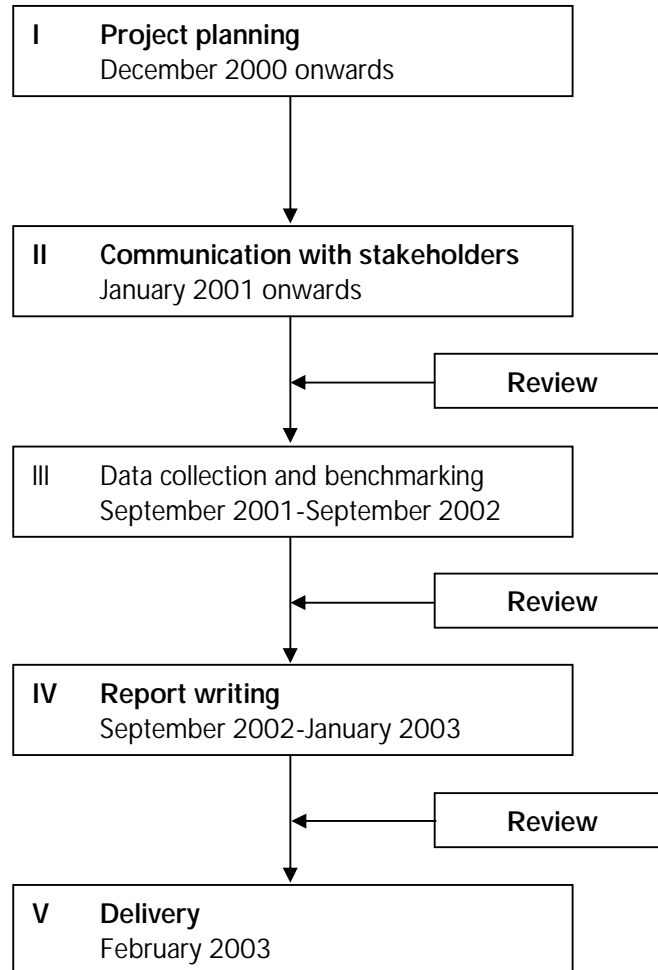 I Project planning
December 2000 onwards
II Communication with stakeholders
January 2001 onwards
Review
III Data collection and benchmarking
September 2001-September 2002
Review
IV Report writing
September 2002-January 2003
Review
V Delivery
February 2003